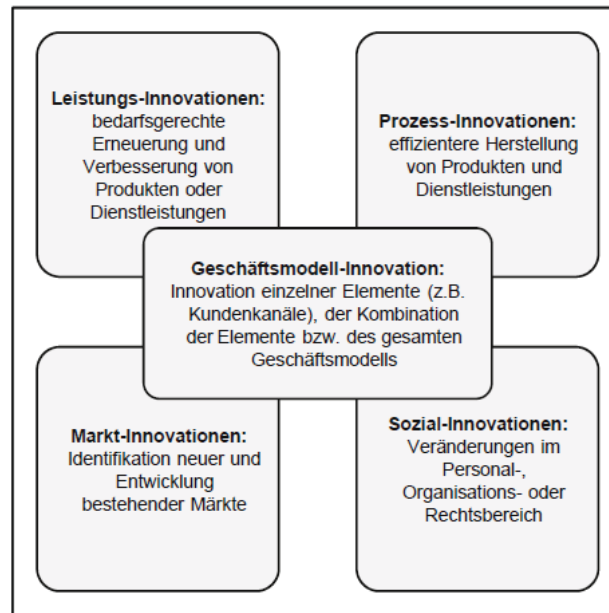 Leistungs-Innovationen:
bedarfsgerechte
Erneuerung und
Verbesserung von
Produkten oder
Dienstleistungen
Prozess-Innovationen:
effizientere Herstellung
von Produkten und
Dienstleistungen
Geschäftsmodell-Innovation:
Innovation einzelner Elemente (z.B.
Kundenkanäle), der Kombination
der Elemente bzw. des gesamten
Geschäftsmodells
Markt-Innovationen:
Identifikation neuer und
Entwicklung
bestehender Märkte
Sozial-Innovationen:
Veränderungen im
Personal-,
Organisations- oder
Rechtsbereich